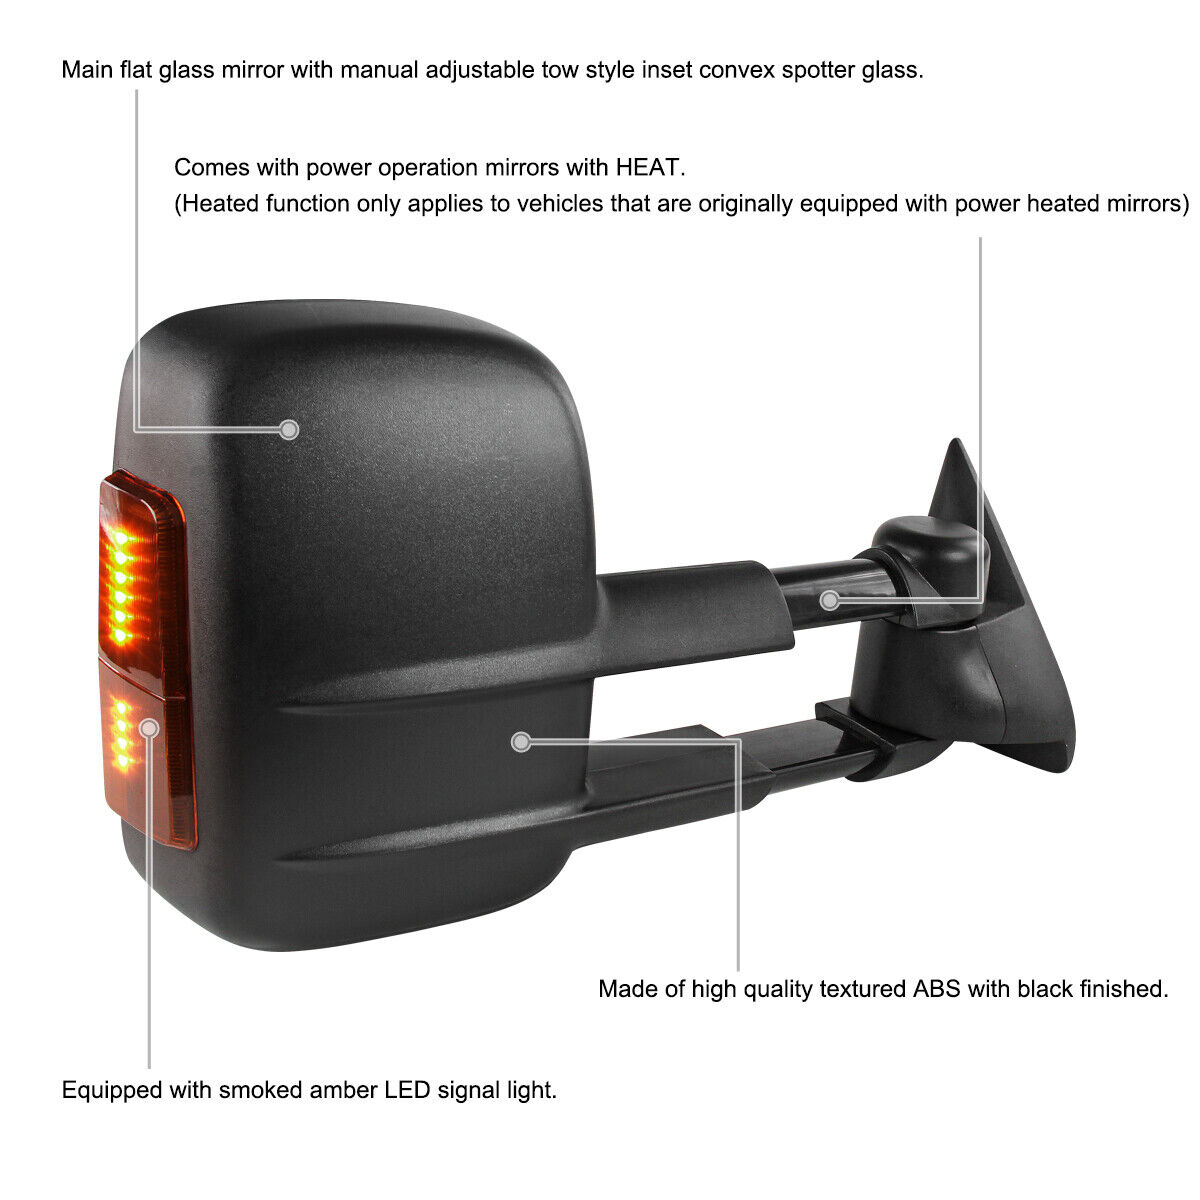 Main flat glass mirror with manual adjustable tow style inset convex spotter glass.
Comes with power operation mirrors with HEAT.
(Heated function only applies to vehicles that are originally equipped with power heated mirrors)
Made of high quality textured ABS with black finished.
Equipped with smoked amber LED signal light.